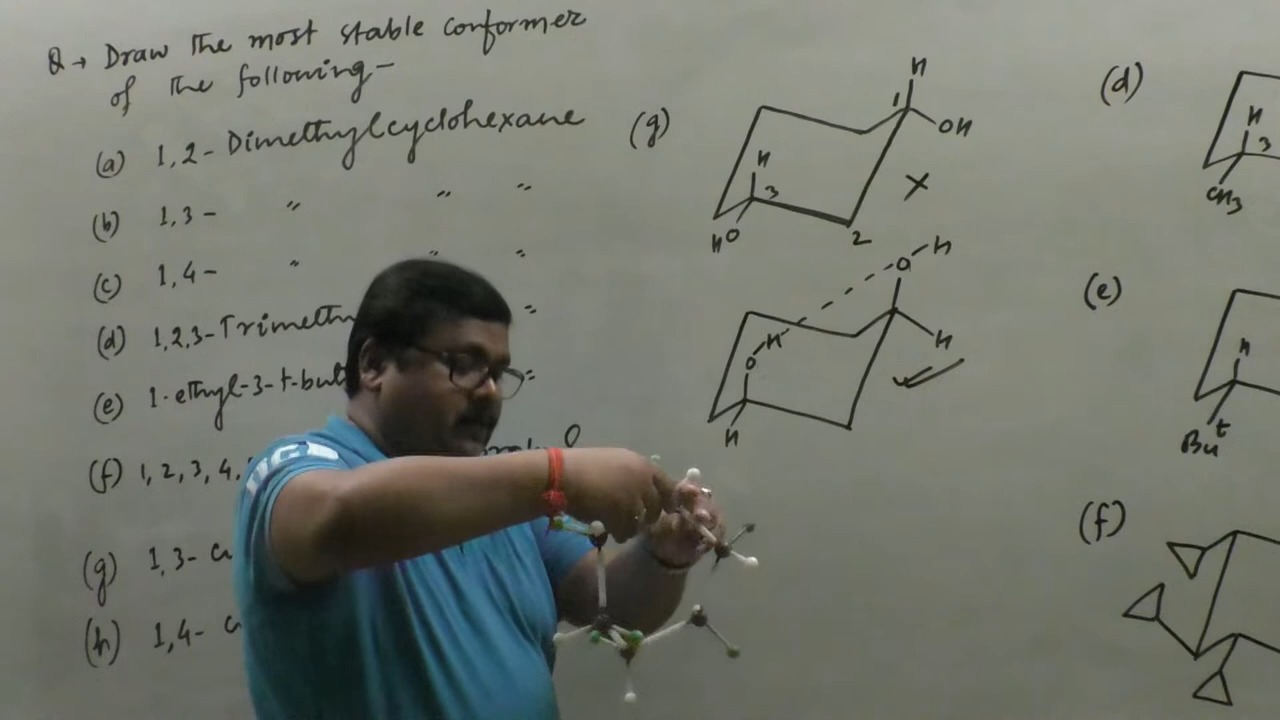 Q → Draw the most stable conformer
of the following -
(a) 1,2 - Dimethylcyclohexane
(b) 1,3 - " " "
(c) 1,4 - " " "
(d) 1,2,3-Trimeth "
(e) 1-ethyl-3-t-but "
(f) 1, 2, 3, 4,
(g) 1,3-
(h) 1,4-
(g)
H
1
OH
H
3
HO
2
X
O-H
H
O
H
H
(d)
H
3
CH3
(e)
H
But
(f)